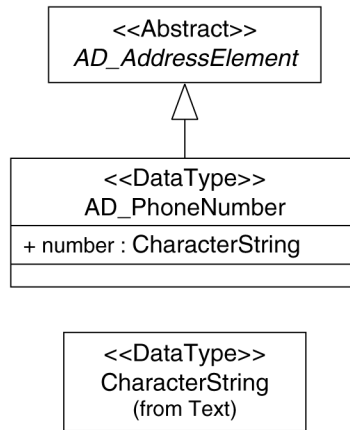 <<Abstract>>
AD_AddressElement
<<DataType>>
AD_PhoneNumber
+ number : CharacterString
<<DataType>>
CharacterString
(from Text)